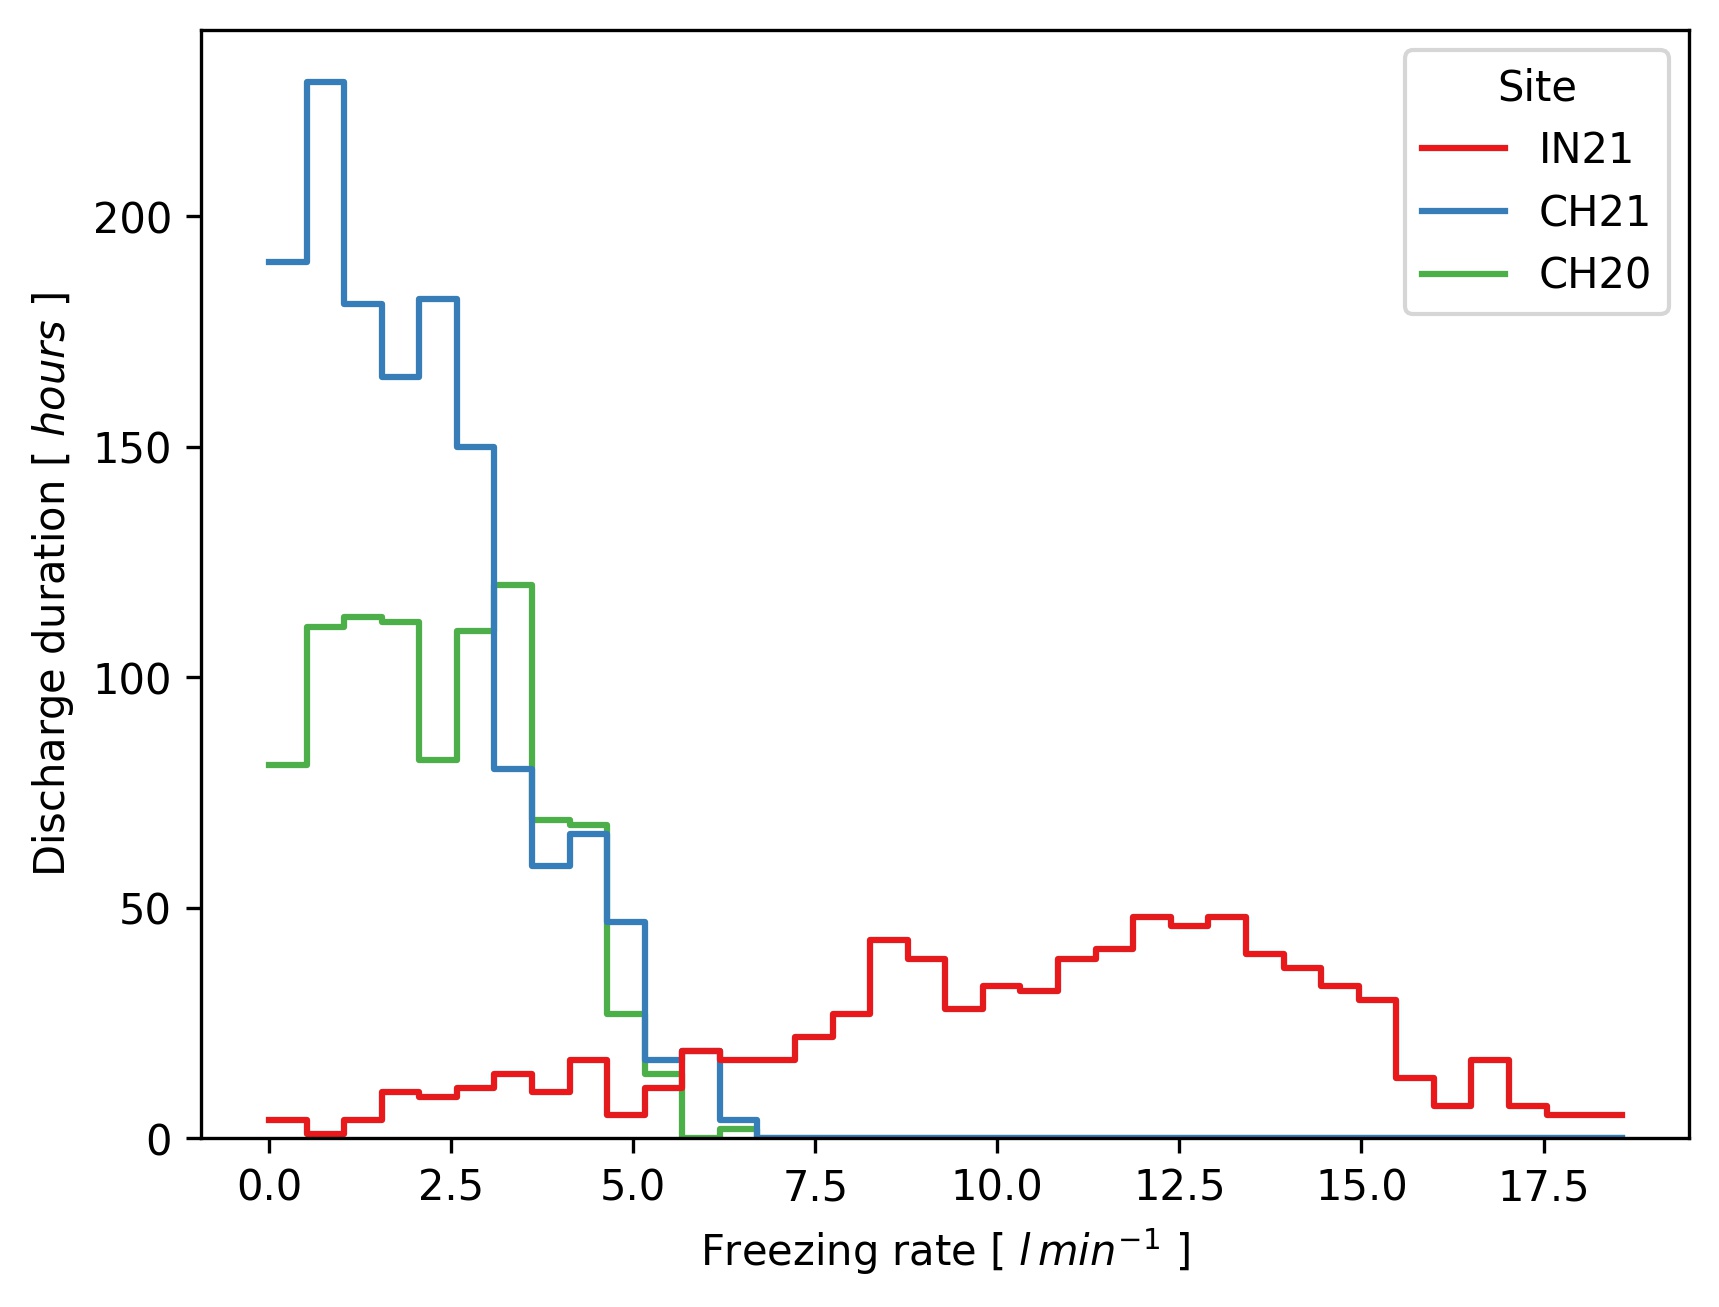 Site
IN21
CH21
CH20
200
150
100
50
0
Discharge duration [ hours ]
0.0 2.5 5.0 7.5 10.0 12.5 15.0 17.5
Freezing rate [ l min⁻¹ ]